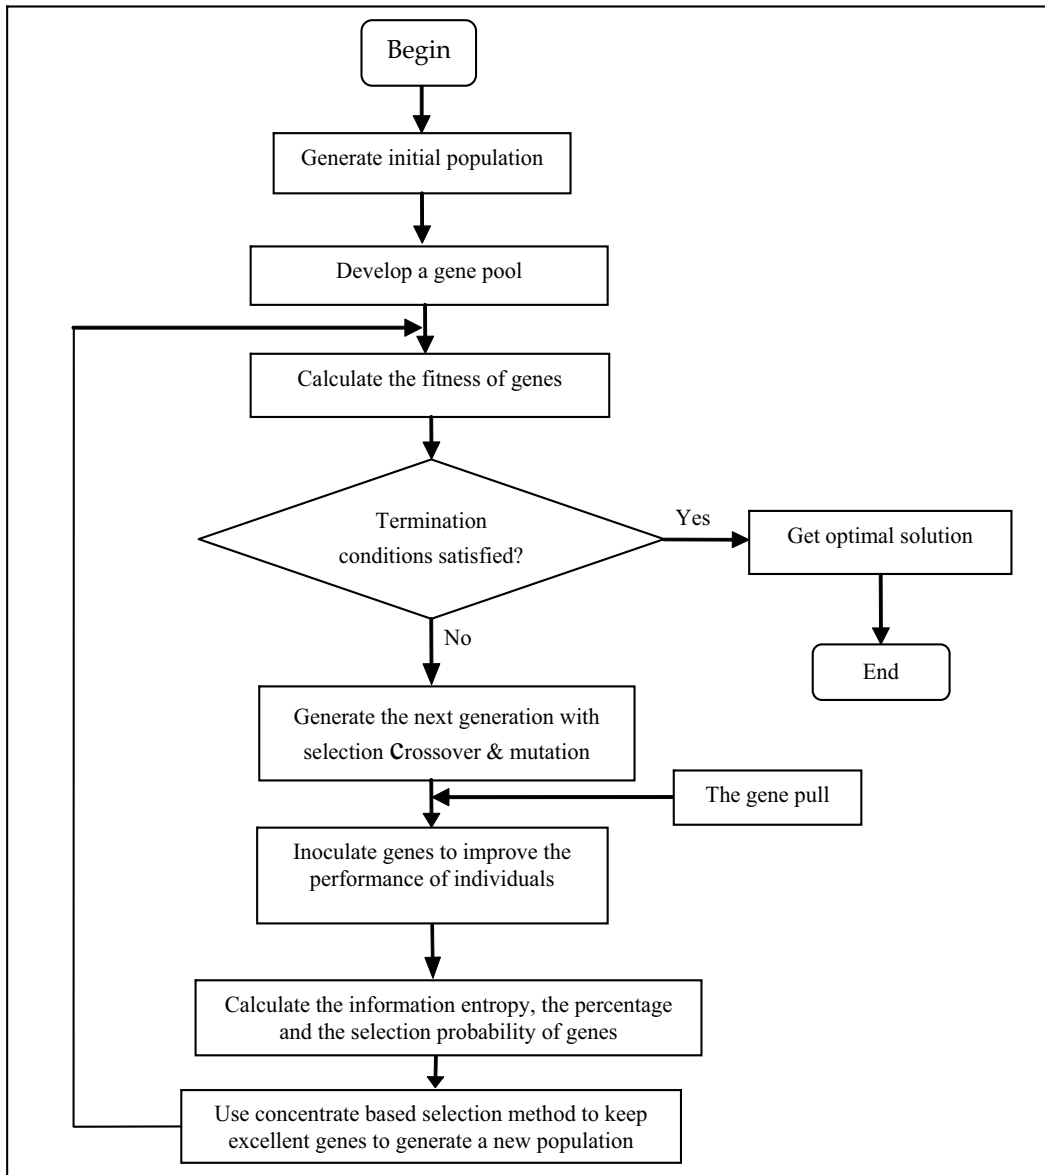 Begin
Generate initial population
Develop a gene pool
Calculate the fitness of genes
Termination
conditions satisfied?
Yes
Get optimal solution
End
No
Generate the next generation with
selection Crossover & mutation
The gene pull
Inoculate genes to improve the
performance of individuals
Calculate the information entropy, the percentage
and the selection probability of genes
Use concentrate based selection method to keep
excellent genes to generate a new population